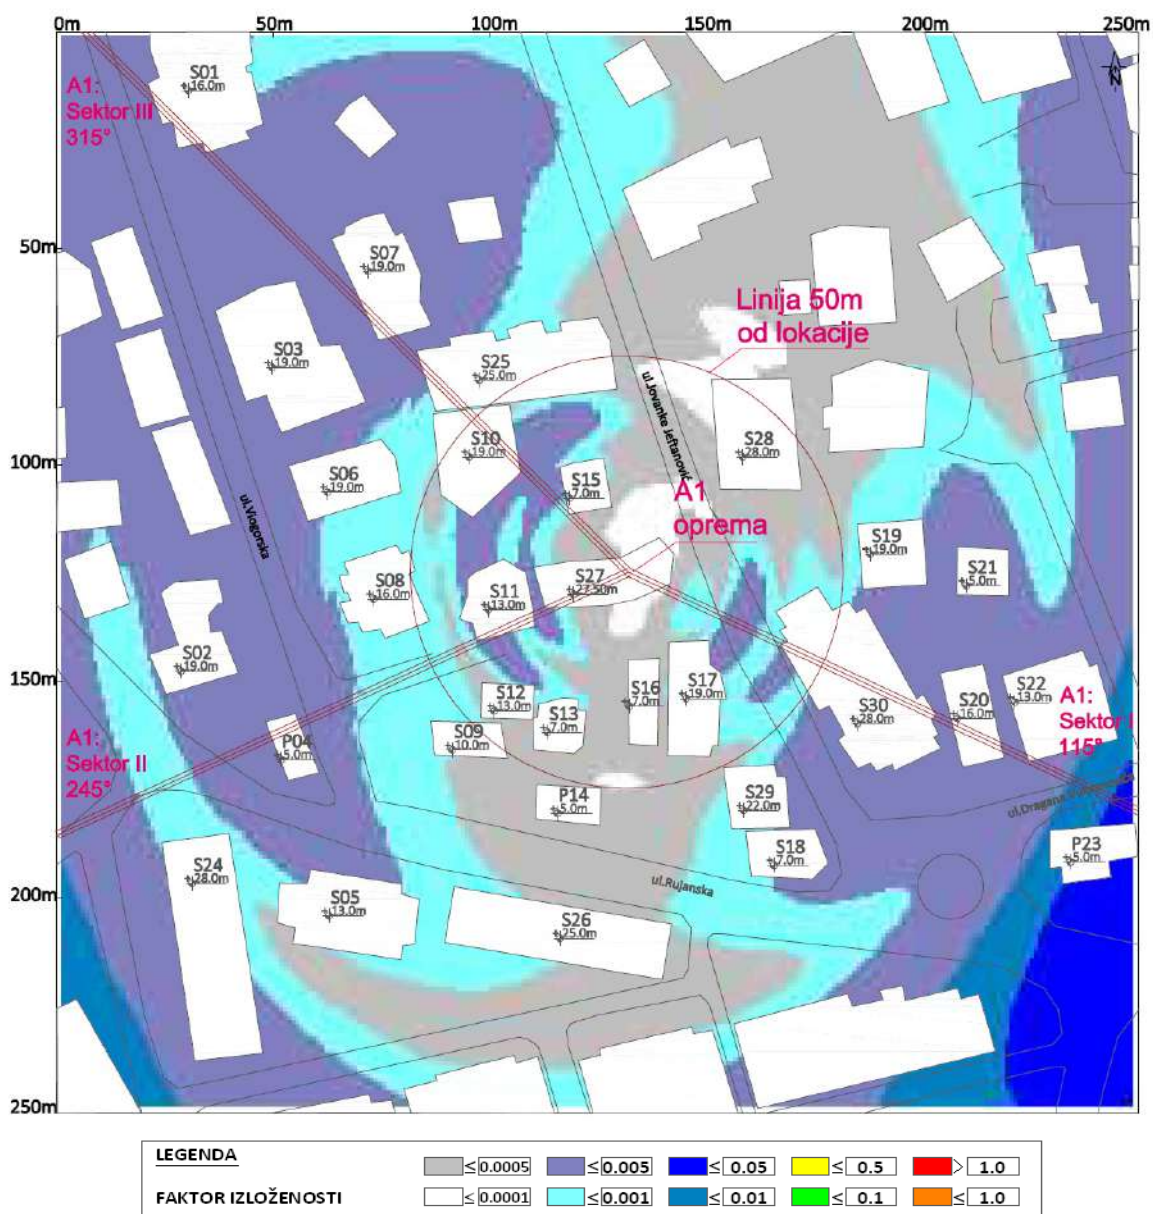 0m 50m 100m 150m 200m 250m
N
A1:
Sektor III
315°
S01
16.0m
50m
S07
19.0m
Linija 50m
od lokacije
S03
19.0m
S25
25.0m
ul.Jovanke Jeftanović
S10
19.0m
S28
28.0m
100m
S06
19.0m
S15
7.0m
A1
oprema
ul.Viogorska
S19
19.0m
S21
5.0m
S08
16.0m
S11
13.0m
S27
27.50m
150m
S02
19.0m
S12
13.0m
S13
7.0m
S16
7.0m
S17
19.0m
S30
28.0m
S20
16.0m
S22
13.0m
A1:
Sektor I
115°
A1:
Sektor II
245°
P04
5.0m
S09
10.0m
P14
5.0m
S29
22.0m
ul.Dragana
S18
7.0m
P23
5.0m
ul.Rujanska
200m
S24
28.0m
S05
13.0m
S26
25.0m
250m
LEGENDA
FAKTOR IZLOŽENOSTI
≤ 0.0005 ≤ 0.005 ≤ 0.05 ≤ 0.5 > 1.0
≤ 0.0001 ≤ 0.001 ≤ 0.01 ≤ 0.1 ≤ 1.0